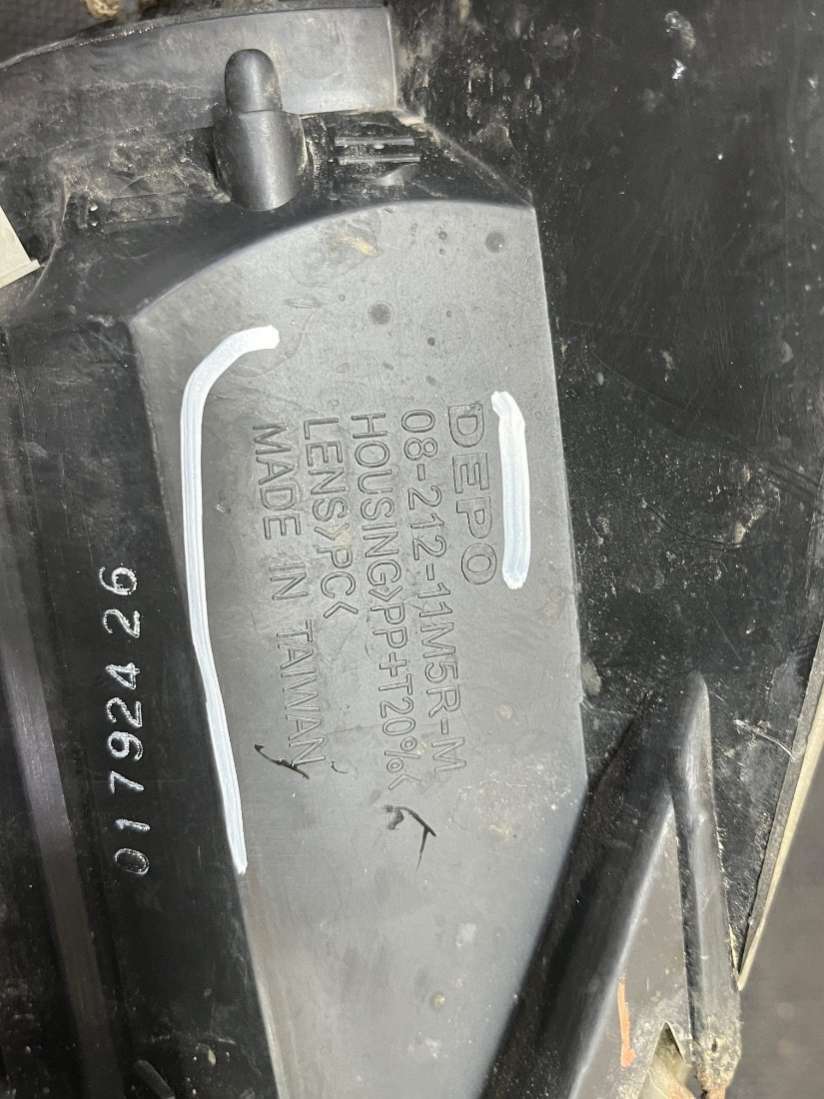 DEPO
08-212-11M5R-M
HOUSING>PP+T20%<
LENS>PC<
MADE IN TAIWAN
01792426